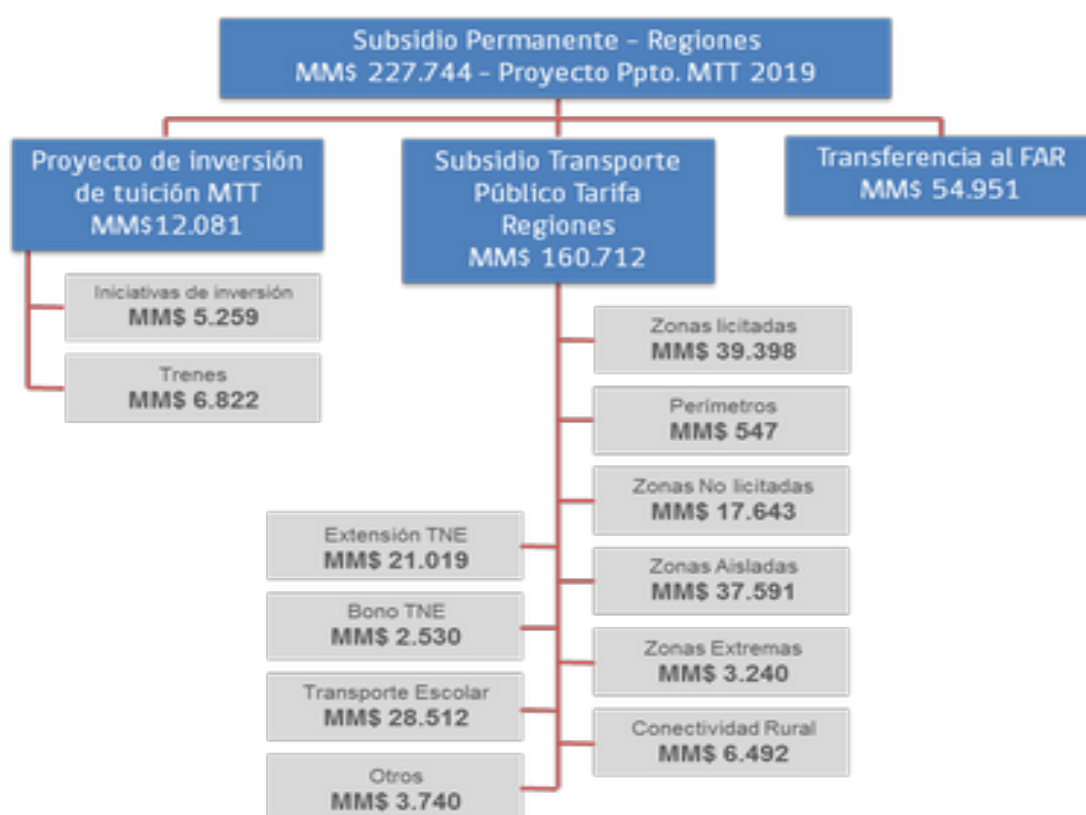 Subsidio Permanente – Regiones
MM$ 227.744 – Proyecto Ppto. MTT 2019
Proyecto de inversión
de tuición MTT
MM$12.081
Subsidio Transporte
Público Tarifa
Regiones
MM$ 160.712
Transferencia al FAR
MM$ 54.951
Iniciativas de inversión
MM$ 5.259
Trenes
MM$ 6.822
Zonas licitadas
MM$ 39.398
Perímetros
MM$ 547
Zonas No licitadas
MM$ 17.643
Zonas Aisladas
MM$ 37.591
Zonas Extremas
MM$ 3.240
Conectividad Rural
MM$ 6.492
Extensión TNE
MM$ 21.019
Bono TNE
MM$ 2.530
Transporte Escolar
MM$ 28.512
Otros
MM$ 3.740